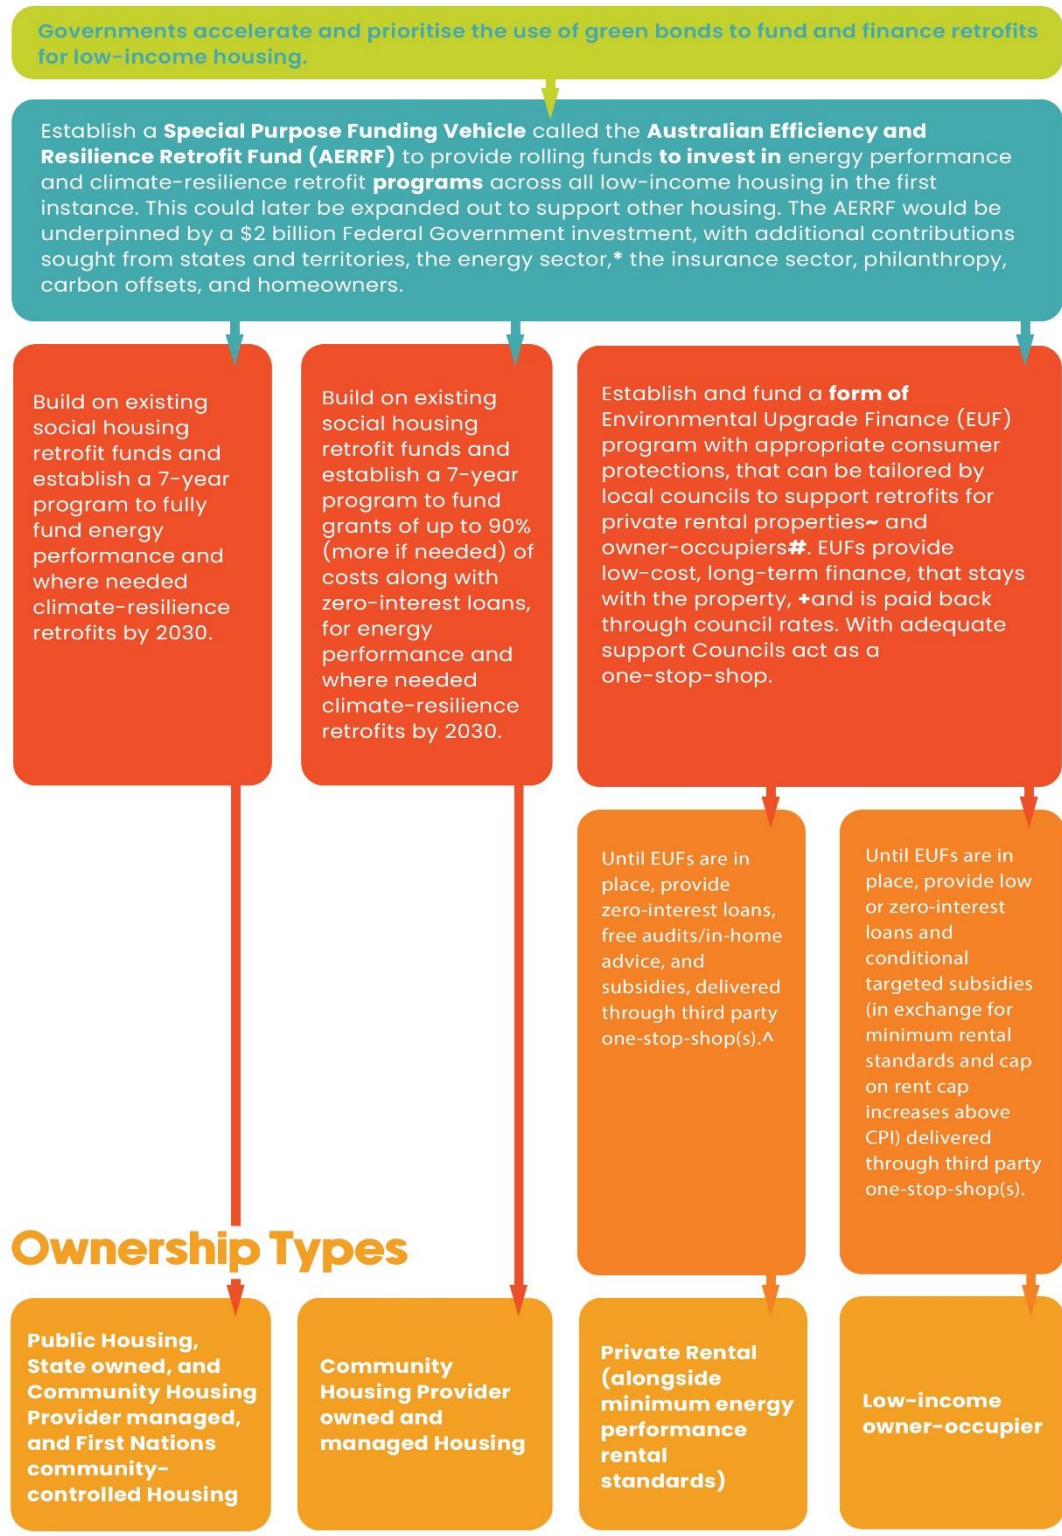 Governments accelerate and prioritise the use of green bonds to fund and finance retrofits
for low-income housing.
Establish a Special Purpose Funding Vehicle called the Australian Efficiency and
Resilience Retrofit Fund (AERRF) to provide rolling funds to invest in energy performance
and climate-resilience retrofit programs across all low-income housing in the first
instance. This could later be expanded out to support other housing. The AERRF would be
underpinned by a $2 billion Federal Government investment, with additional contributions
sought from states and territories, the energy sector,* the insurance sector, philanthropy,
carbon offsets, and homeowners.
Build on existing
social housing
retrofit funds and
establish a 7-year
program to fully
fund energy
performance and
where needed
climate-resilience
retrofits by 2030.
Build on existing
social housing
retrofit funds and
establish a 7-year
program to fund
grants of up to 90%
(more if needed) of
costs along with
zero-interest loans,
for energy
performance and
where needed
climate-resilience
retrofits by 2030.
Establish and fund a form of
Environmental Upgrade Finance (EUF)
program with appropriate consumer
protections, that can be tailored by
local councils to support retrofits for
private rental properties~ and
owner-occupiers#. EUFs provide
low-cost, long-term finance, that stays
with the property, +and is paid back
through council rates. With adequate
support Councils act as a
one-stop-shop.
Until EUFs are in
place, provide
zero-interest loans,
free audits/in-home
advice, and
subsidies, delivered
through third party
one-stop-shop(s).^
Until EUFs are in
place, provide low
or zero-interest
loans and
conditional
targeted subsidies
(in exchange for
minimum rental
standards and cap
on rent cap
increases above
CPI) delivered
through third party
one-stop-shop(s).
Ownership Types
Public Housing,
State owned, and
Community Housing
Provider managed,
and First Nations
community-
controlled Housing
Community
Housing Provider
owned and
managed Housing
Private Rental
(alongside
minimum energy
performance
rental
standards)
Low-income
owner-occupier